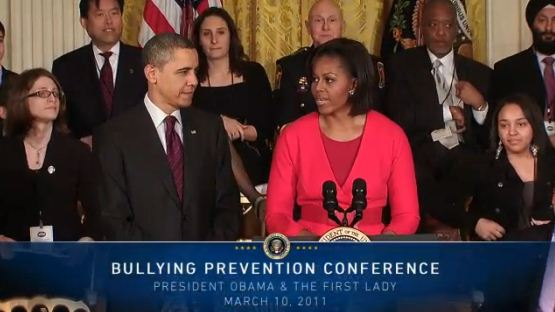 BULLYING PREVENTION CONFERENCE
PRESIDENT OBAMA & THE FIRST LADY
MARCH 10, 2011